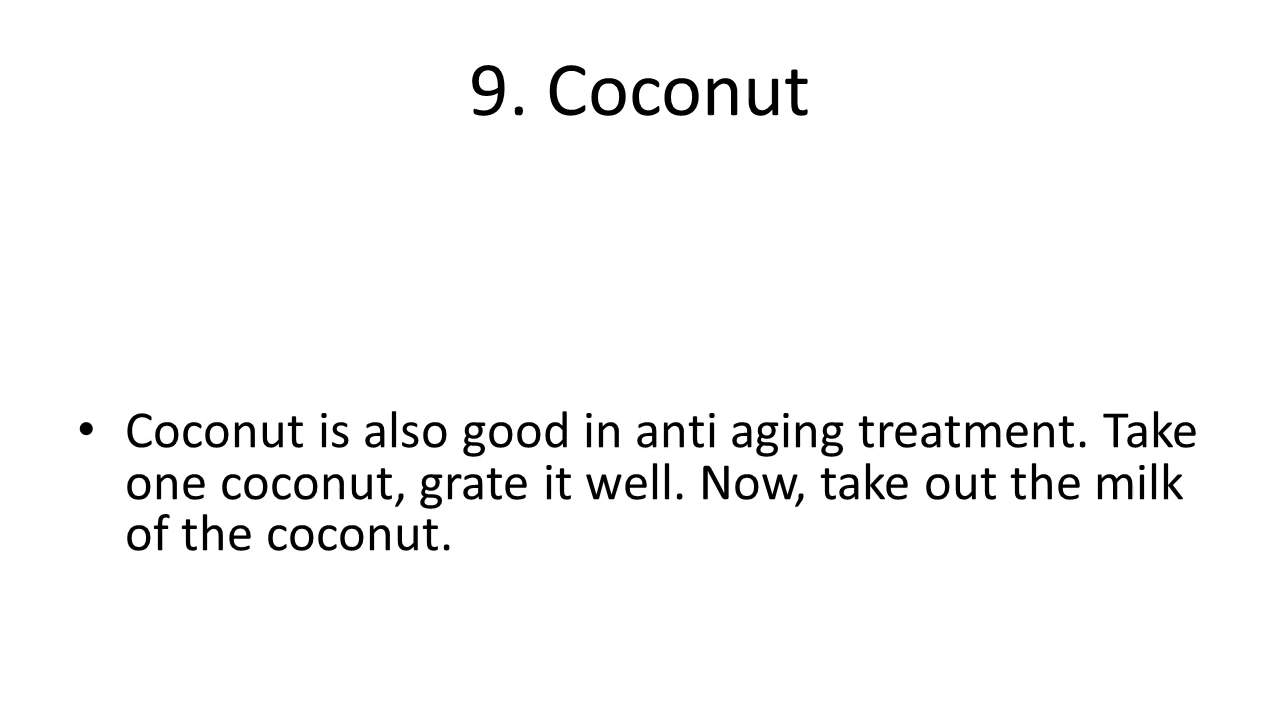 9. Coconut
• Coconut is also good in anti aging treatment. Take
one coconut, grate it well. Now, take out the milk
of the coconut.